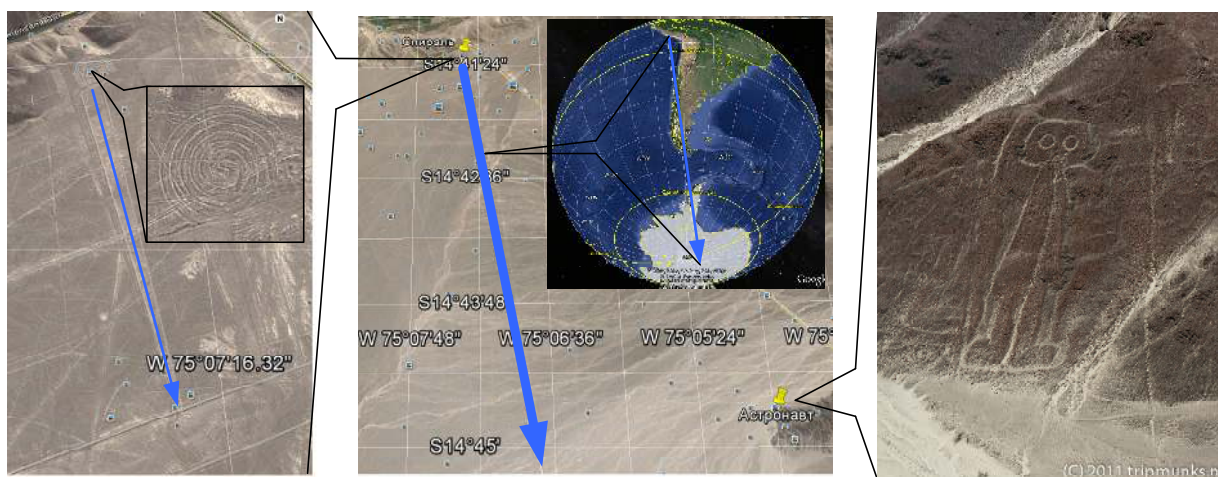 N
W 75°07'16.32"
Спираль
S14°41'24"
S14°42'36"
S14°43'48"
W 75°07'48" W 75°06'36" W 75°05'24" W 75°
Астронавт
S14°45'
Google
(C) 2011 tripmunks.n